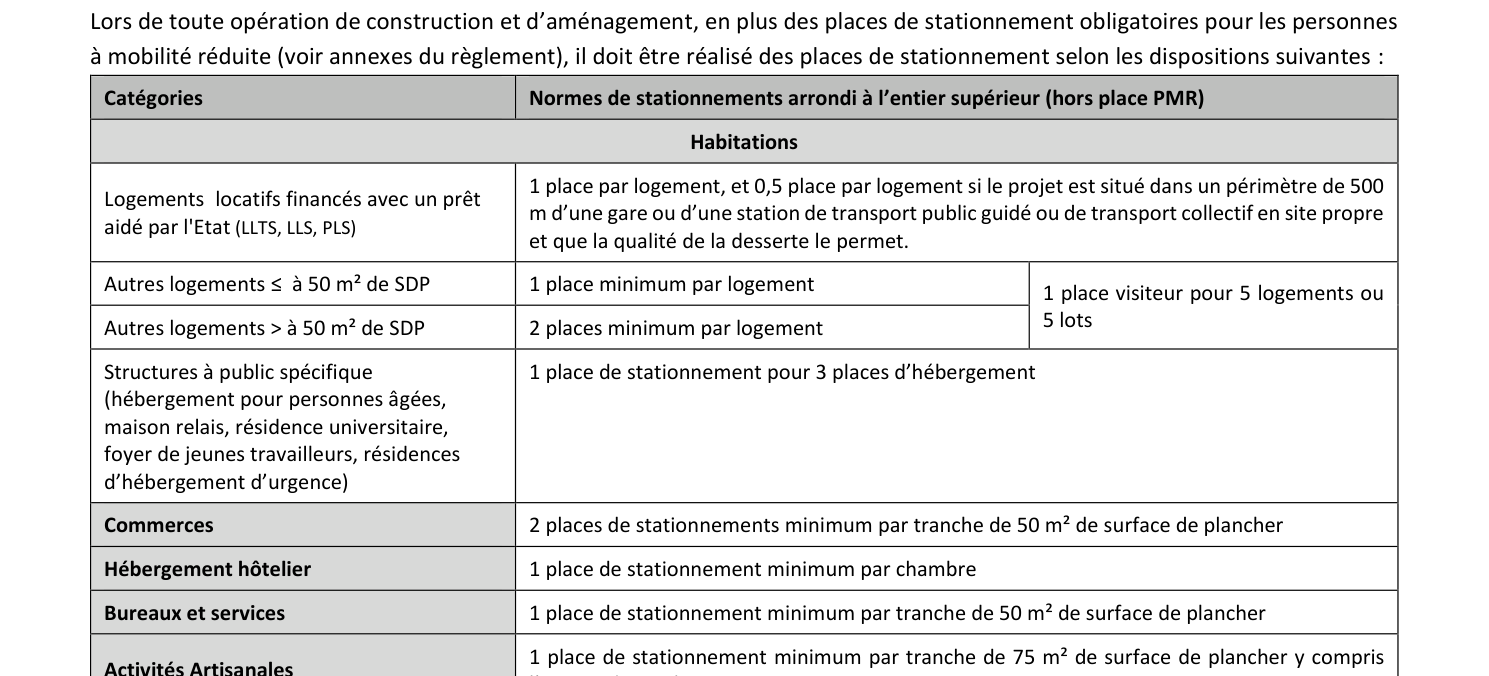 Lors de toute opération de construction et d’aménagement, en plus des places de stationnement obligatoires pour les personnes
à mobilité réduite (voir annexes du règlement), il doit être réalisé des places de stationnement selon les dispositions suivantes :
Catégories
Normes de stationnements arrondi à l’entier supérieur (hors place PMR)
Habitations
Logements  locatifs financés avec un prêt
aidé par l'Etat (LLTS, LLS, PLS)
1 place par logement, et 0,5 place par logement si le projet est situé dans un périmètre de 500
m d’une gare ou d’une station de transport public guidé ou de transport collectif en site propre
et que la qualité de la desserte le permet.
Autres logements ≤  à 50 m² de SDP
1 place minimum par logement
1 place visiteur pour 5 logements ou
5 lots
Autres logements > à 50 m² de SDP
2 places minimum par logement
Structures à public spécifique
(hébergement pour personnes âgées,
maison relais, résidence universitaire,
foyer de jeunes travailleurs, résidences
d’hébergement d’urgence)
1 place de stationnement pour 3 places d’hébergement
Commerces
2 places de stationnements minimum par tranche de 50 m² de surface de plancher
Hébergement hôtelier
1 place de stationnement minimum par chambre
Bureaux et services
1 place de stationnement minimum par tranche de 50 m² de surface de plancher
Activités Artisanales
1 place de stationnement minimum par tranche de 75 m² de surface de plancher y compris